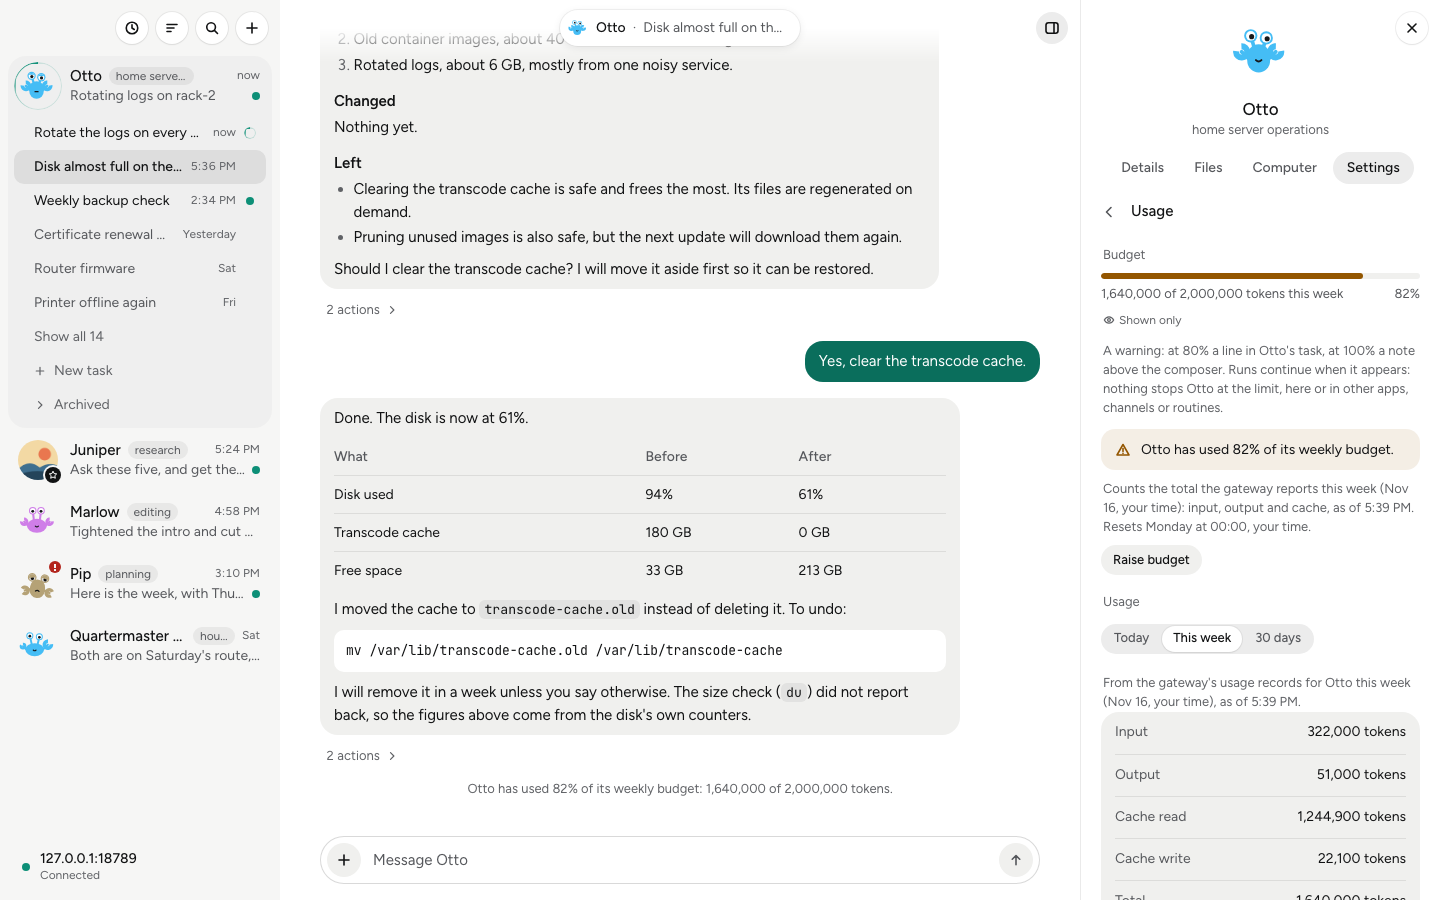 Otto home serve... now
Rotating logs on rack-2
Rotate the logs on every ... now
Disk almost full on the... 5:36 PM
Weekly backup check 2:34 PM
Certificate renewal ... Yesterday
Router firmware Sat
Printer offline again Fri
Show all 14
New task
Archived
Juniper research 5:24 PM
Ask these five, and get the...
Marlow editing 4:58 PM
Tightened the intro and cut ...
Pip planning 3:10 PM
Here is the week, with Thu...
Quartermaster ... hou... Sat
Both are on Saturday's route,...
127.0.0.1:18789
Connected
Otto · Disk almost full on th...
2. Old container images, about 40
3. Rotated logs, about 6 GB, mostly from one noisy service.
Changed
Nothing yet.
Left
• Clearing the transcode cache is safe and frees the most. Its files are regenerated on
demand.
• Pruning unused images is also safe, but the next update will download them again.
Should I clear the transcode cache? I will move it aside first so it can be restored.
2 actions
Yes, clear the transcode cache.
Done. The disk is now at 61%.
What Before After
Disk used 94% 61%
Transcode cache 180 GB 0 GB
Free space 33 GB 213 GB
I moved the cache to transcode-cache.old instead of deleting it. To undo:
mv /var/lib/transcode-cache.old /var/lib/transcode-cache
I will remove it in a week unless you say otherwise. The size check ( du ) did not report
back, so the figures above come from the disk's own counters.
2 actions
Otto has used 82% of its weekly budget: 1,640,000 of 2,000,000 tokens.
Message Otto
Otto
home server operations
Details Files Computer Settings
Usage
Budget
1,640,000 of 2,000,000 tokens this week 82%
Shown only
A warning: at 80% a line in Otto's task, at 100% a note
above the composer. Runs continue when it appears:
nothing stops Otto at the limit, here or in other apps,
channels or routines.
Otto has used 82% of its weekly budget.
Counts the total the gateway reports this week (Nov
16, your time): input, output and cache, as of 5:39 PM.
Resets Monday at 00:00, your time.
Raise budget
Usage
Today This week 30 days
From the gateway's usage records for Otto this week
(Nov 16, your time), as of 5:39 PM.
Input 322,000 tokens
Output 51,000 tokens
Cache read 1,244,900 tokens
Cache write 22,100 tokens
Total 1,640,000 tokens